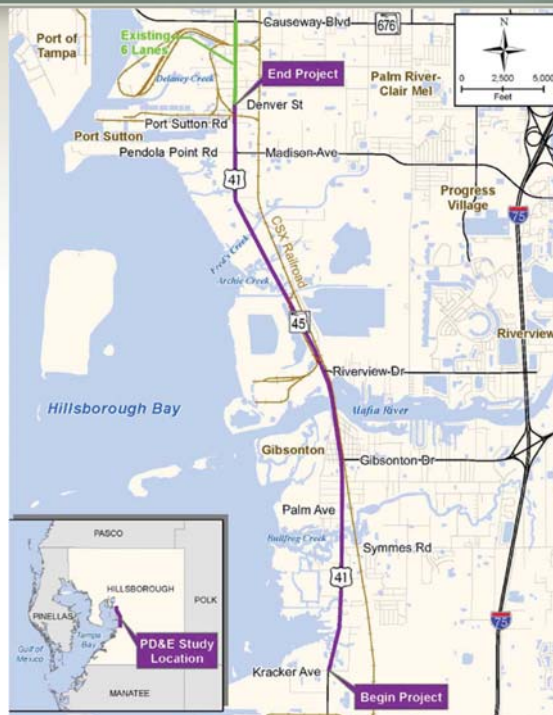 Causeway Blvd
676
Port of
Tampa
Existing
6 Lanes
N
0 2,500 5,000
Feet
Delaney Creek
End Project
Palm River-
Clair Mel
Denver St
Port Sutton Rd
Port Sutton
Pendola Point Rd
Madison Ave
41
Progress
Village
75
Fred's Creek
CSX Railroad
Archie Creek
45
Riverview
Riverview Dr
Hillsborough Bay
Alafia River
Gibsonton
Gibsonton Dr
Palm Ave
Bullfrog Creek
Symmes Rd
41
75
Kracker Ave
Begin Project
PASCO
HILLSBOROUGH
POLK
PINELLAS
Tampa
Bay
Gulf of
Mexico
PD&E Study
Location
MANATEE